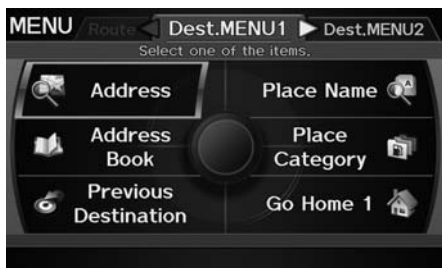 MENU Route Dest.MENU1 Dest.MENU2
Select one of the items.
Address
Place Name
Address
Book
Place
Category
Previous
Destination
Go Home 1